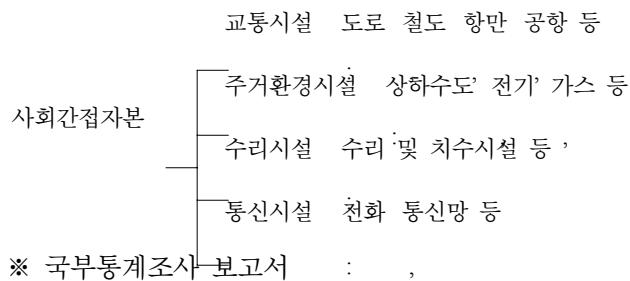 교통시설 도로 철도 항만 공항 등
주거환경시설 상하수도, 전기, 가스 등
사회간접자본
수리시설 수리 및 치수시설 등 ,
통신시설 전화 통신망 등
※ 국부통계조사 보고서 : ,